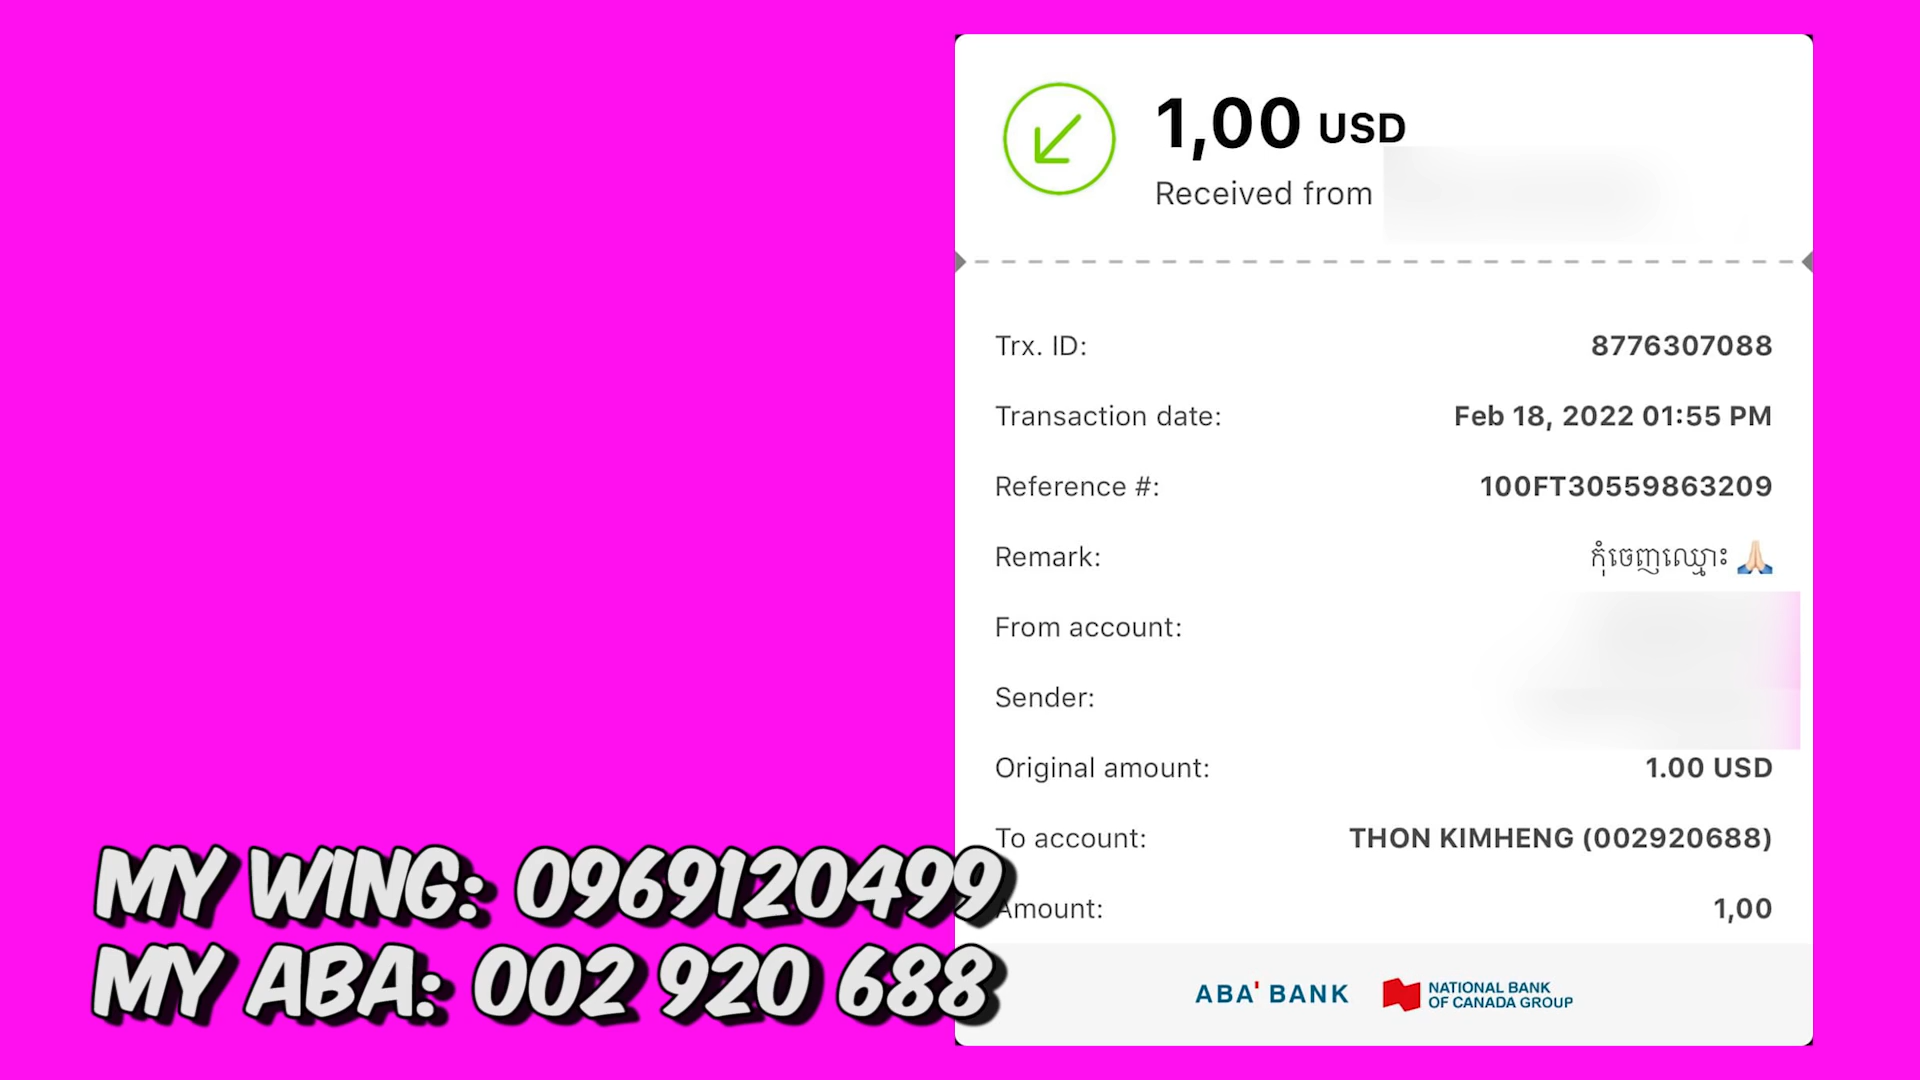 1,00 USD
Received from
Trx. ID: 8776307088
Transaction date: Feb 18, 2022 01:55 PM
Reference #: 100FT30559863209
Remark: កុំចេញឈ្មោះ 🙏🏻
From account:
Sender:
Original amount: 1.00 USD
To account: THON KIMHENG (002920688)
Amount: 1,00
MY WING: 0969120499
MY ABA: 002 920 688
ABA' BANK
NATIONAL BANK
OF CANADA GROUP